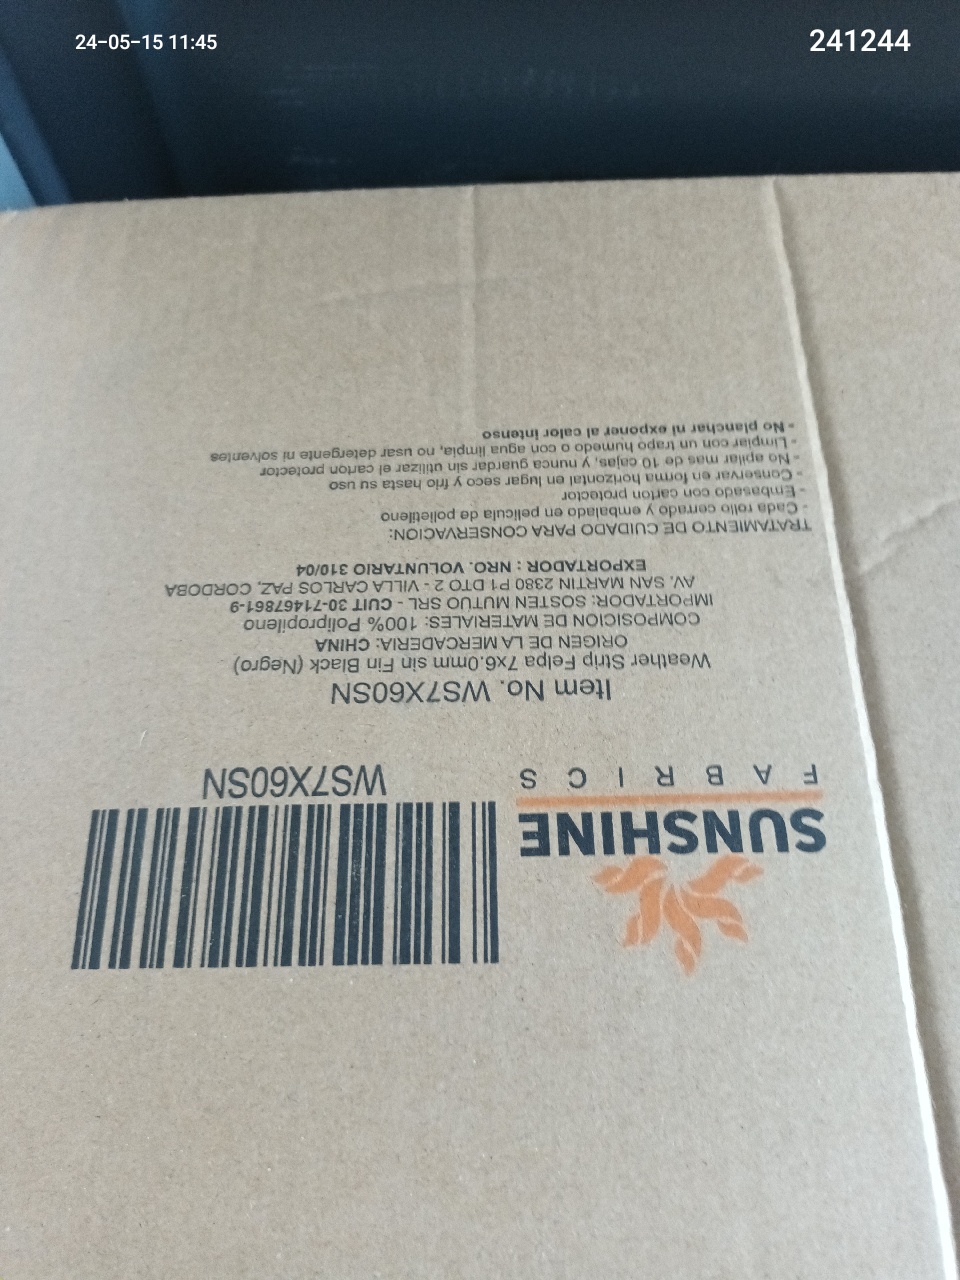 24-05-15 11:45
241244
SUNSHINE
FABRICS
WS7X60SN
Item No. WS7X60SN
Weather Strip Felpa 7x6.0mm sin Fin Black (Negro)
ORIGEN DE LA MERCADERIA: CHINA
COMPOSICION DE MATERIALES: 100% Polipropileno
IMPORTADOR: SOSTEN MUTUO SRL - CUIT 30-71467861-9
AV. SAN MARTIN 2380 P1 DTO 2 - VILLA CARLOS PAZ, CORDOBA
EXPORTADOR : NRO. VOLUNTARIO 310/04
TRATAMIENTO DE CUIDADO PARA CONSERVACION:
- Cada rollo cerrado y embalado en pelicula de polietileno
- Embasado con carton protector
- Conservar en forma horizontal en lugar seco y frio hasta su uso
- No apilar mas de 10 cajas, y nunca guardar sin utilizar el carton protector
- Limpiar con un trapo humedo o con agua limpia, no usar detergente ni solventes
- No planchar ni exponer al calor intenso